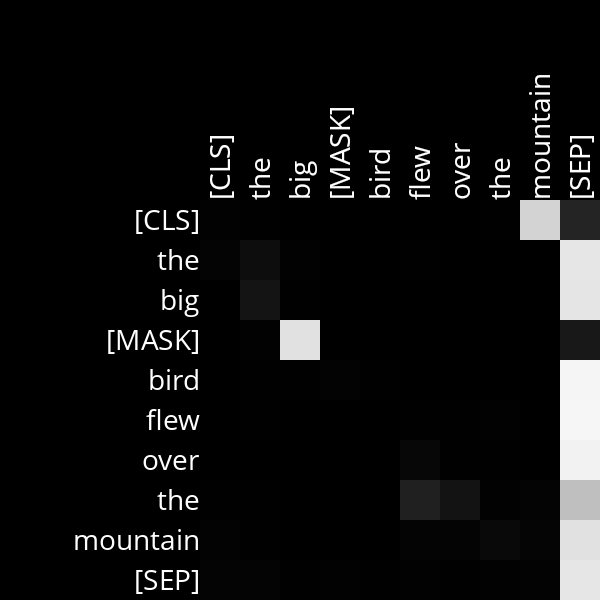 [CLS] the big [MASK] bird flew over the mountain [SEP]
[CLS]
the
big
[MASK]
bird
flew
over
the
mountain
[SEP]